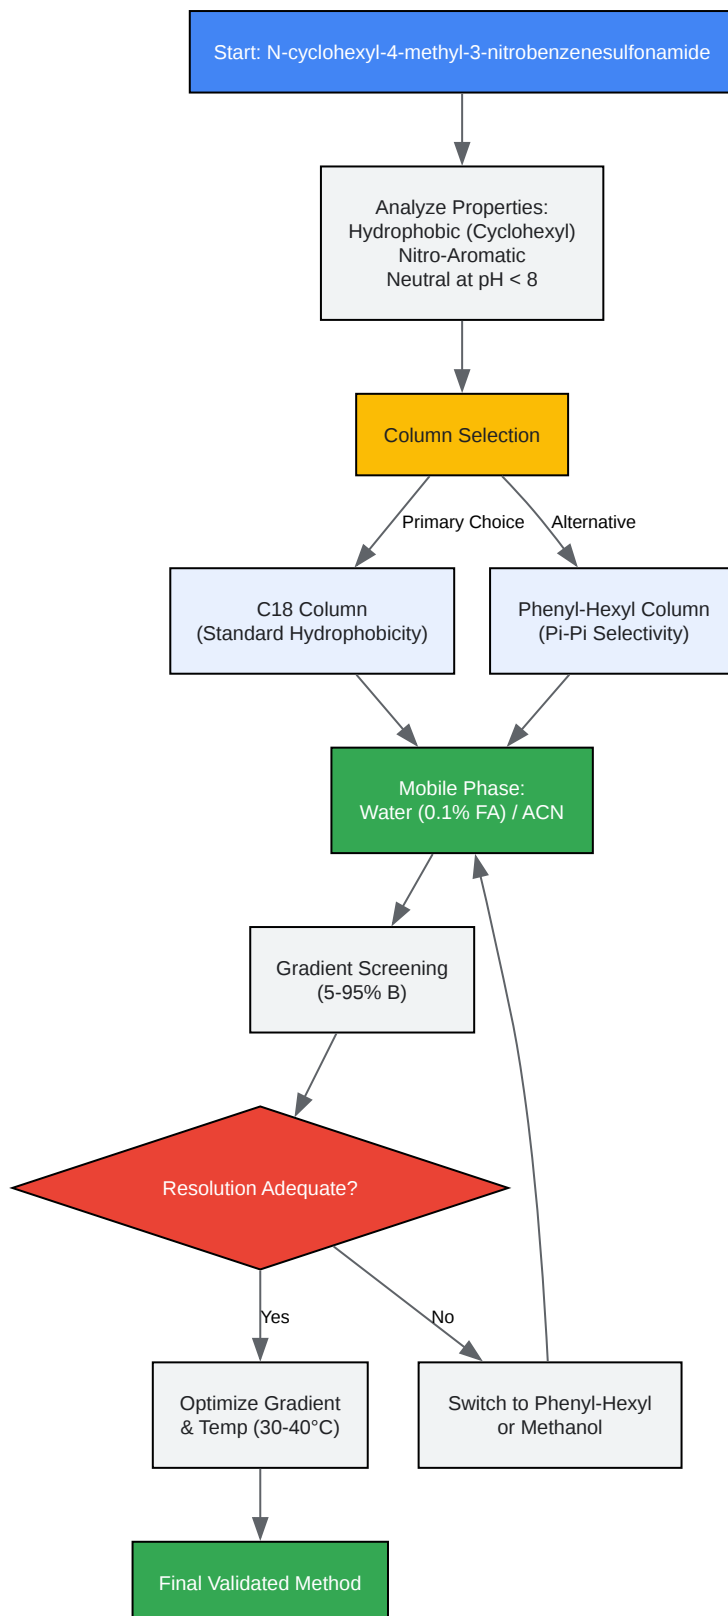 Start: N-cyclohexyl-4-methyl-3-nitrobenzenesulfonamide
Analyze Properties:
Hydrophobic (Cyclohexyl)
Nitro-Aromatic
Neutral at pH < 8
Column Selection
Primary Choice
Alternative
C18 Column
(Standard Hydrophobicity)
Phenyl-Hexyl Column
(Pi-Pi Selectivity)
Mobile Phase:
Water (0.1% FA) / ACN
Gradient Screening
(5-95% B)
Resolution Adequate?
Yes
No
Optimize Gradient
& Temp (30-40°C)
Switch to Phenyl-Hexyl
or Methanol
Final Validated Method